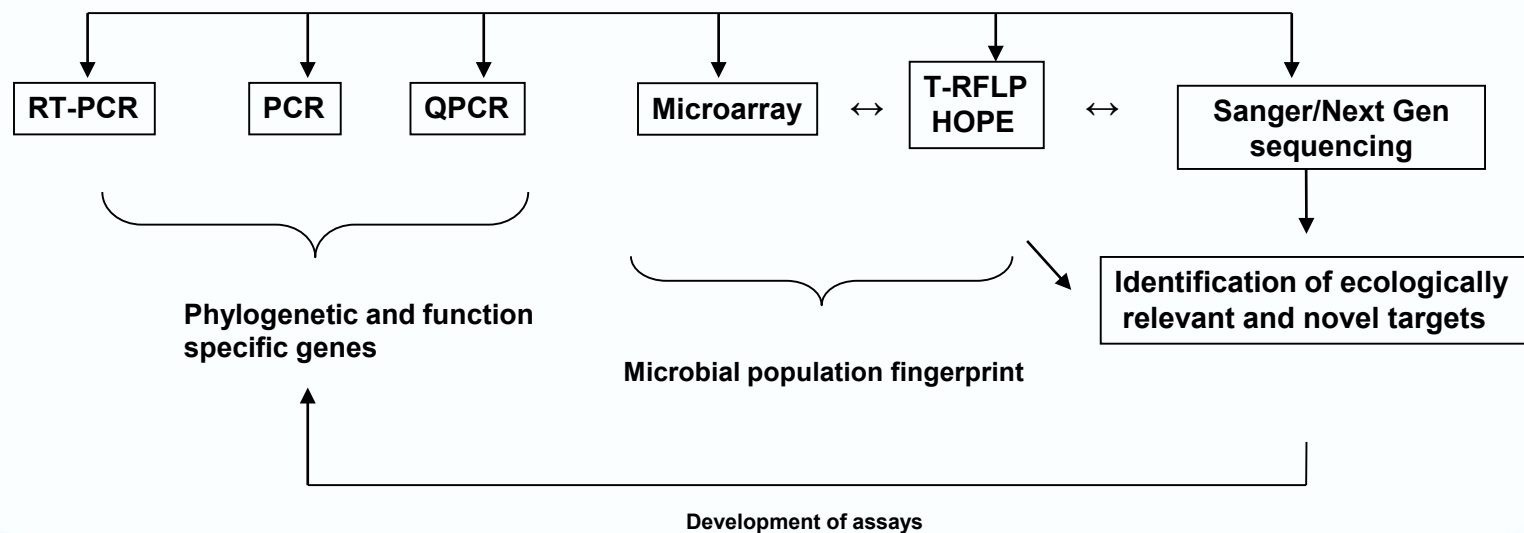 RT-PCR
PCR
QPCR
Microarray
T-RFLP
HOPE
Sanger/Next Gen
sequencing
Phylogenetic and function
specific genes
Microbial population fingerprint
Identification of ecologically
relevant and novel targets
Development of assays